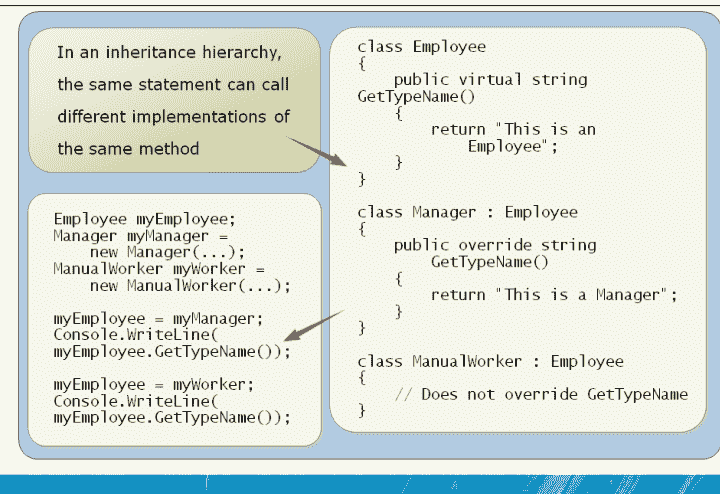 In an inheritance hierarchy,
the same statement can call
different implementations of
the same method
class Employee
{
public virtual string
GetTypeName()
{
return "This is an
Employee";
}
}
class Manager : Employee
{
public override string
GetTypeName()
{
return "This is a Manager";
}
}
class ManualWorker : Employee
{
// Does not override GetTypeName
}
Employee myEmployee;
Manager myManager =
new Manager(...);
ManualWorker myWorker =
new ManualWorker(...);
myEmployee = myManager;
Console.WriteLine(
myEmployee.GetTypeName());
myEmployee = myWorker;
Console.WriteLine(
myEmployee.GetTypeName());